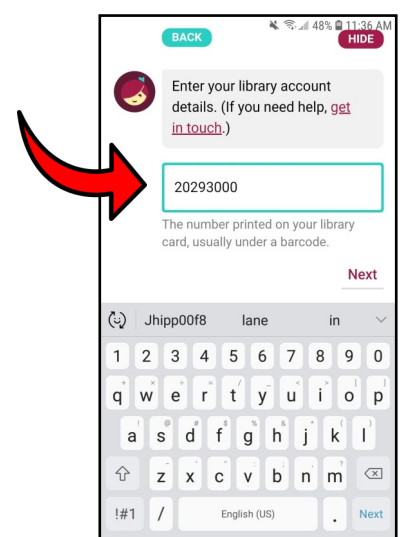 48% 11:36 AM
BACK HIDE
Enter your library account
details. (If you need help, get
in touch.)
20293000
The number printed on your library
card, usually under a barcode.
Next
Jhipp00f8 lane in
1 2 3 4 5 6 7 8 9 0
q w e r t y u i o p
a s d f g h j k l
z x c v b n m
!#1 / English (US) . Next